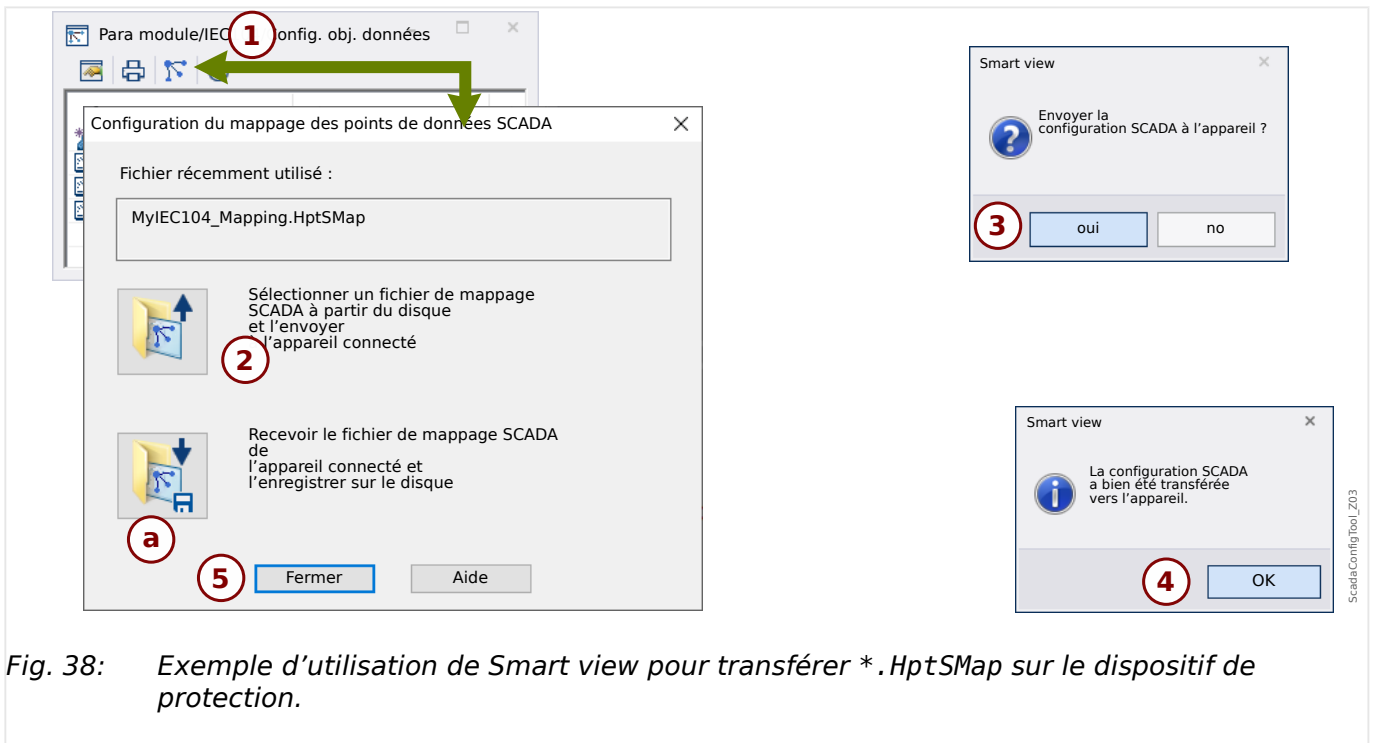 Para module/IEC onfig. obj. données
1
Configuration du mappage des points de données SCADA
Fichier récemment utilisé :
MyIEC104_Mapping.HptSMap
Sélectionner un fichier de mappage
SCADA à partir du disque
et l’envoyer
l’appareil connecté
2
Recevoir le fichier de mappage SCADA
de
l’appareil connecté et
l’enregistrer sur le disque
a
5
Fermer
Aide
Smart view
Envoyer la
configuration SCADA à l’appareil ?
3
oui
no
Smart view
La configuration SCADA
a bien été transférée
vers l’appareil.
4
OK
ScadaConfigTool_Z03
Fig. 38: Exemple d’utilisation de Smart view pour transférer *.HptSMap sur le dispositif de
protection.